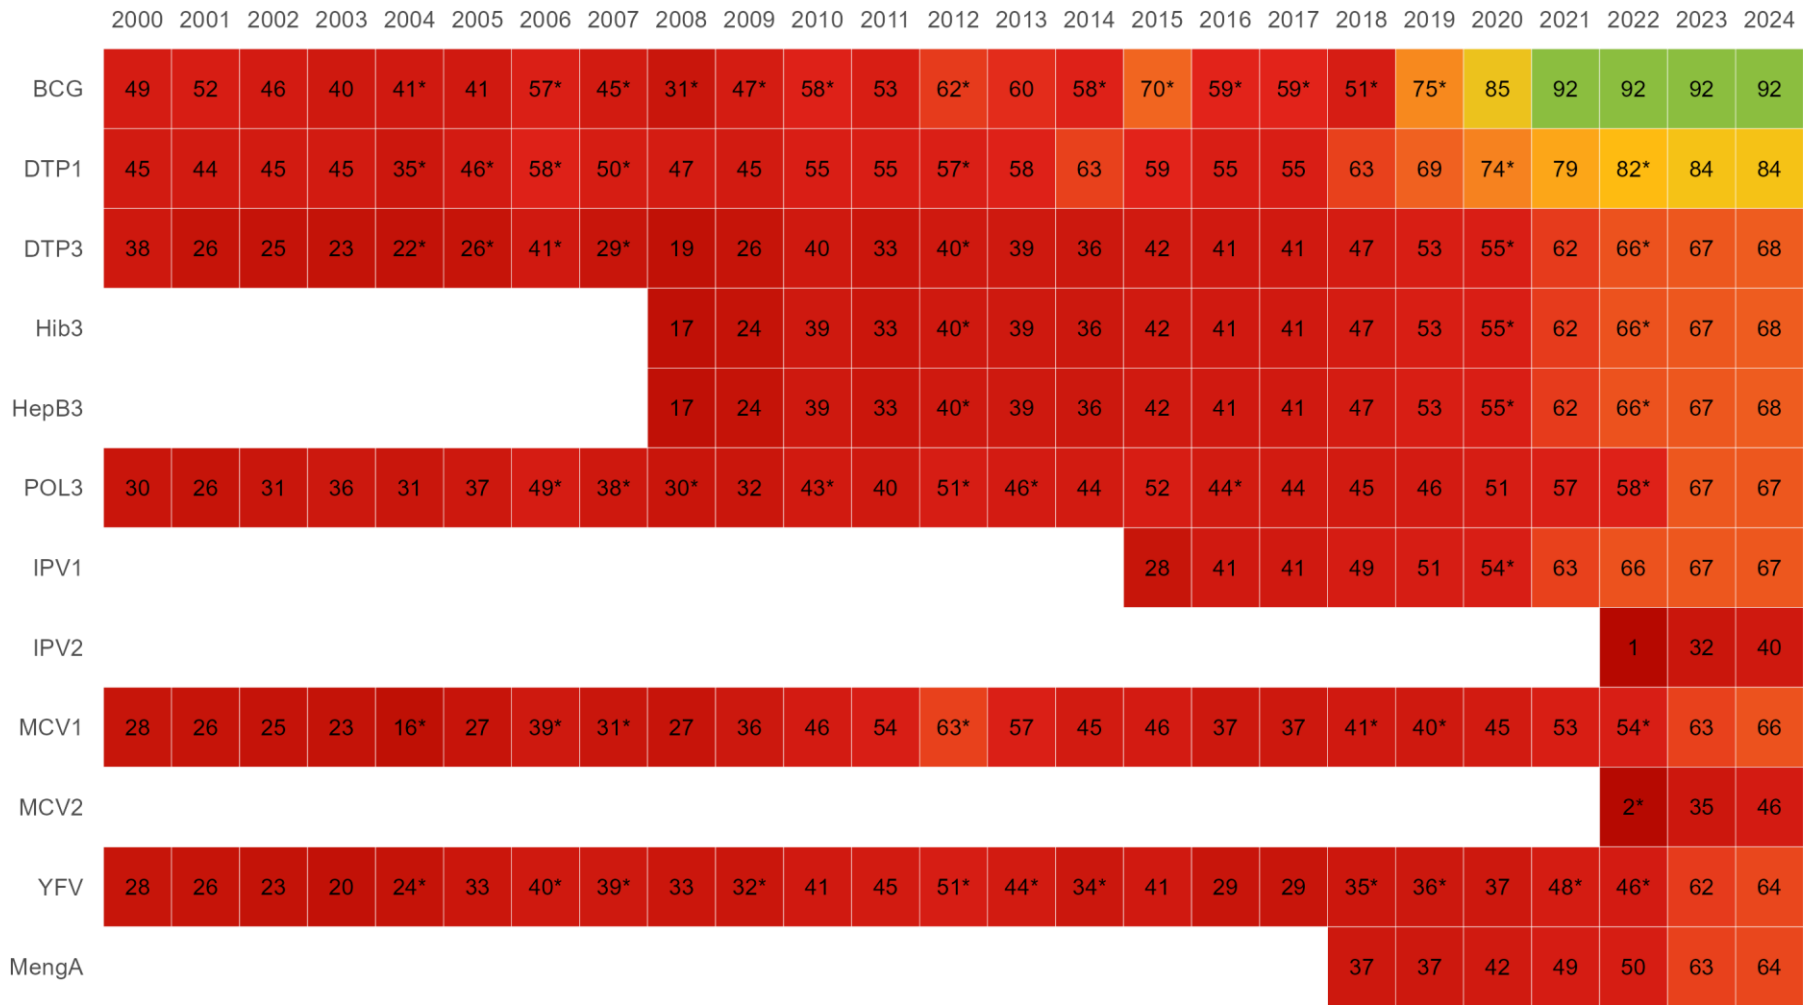 2000 2001 2002 2003 2004 2005 2006 2007 2008 2009 2010 2011 2012 2013 2014 2015 2016 2017 2018 2019 2020 2021 2022 2023 2024
BCG 49 52 46 40 41* 41 57* 45* 31* 47* 58* 53 62* 60 58* 70* 59* 59* 51* 75* 85 92 92 92 92
DTP1 45 44 45 45 35* 46* 58* 50* 47 45 55 55 57* 58 63 59 55 55 63 69 74* 79 82* 84 84
DTP3 38 26 25 23 22* 26* 41* 29* 19 26 40 33 40* 39 36 42 41 41 47 53 55* 62 66* 67 68
Hib3 17 24 39 33 40* 39 36 42 41 41 47 53 55* 62 66* 67 68
HepB3 17 24 39 33 40* 39 36 42 41 41 47 53 55* 62 66* 67 68
POL3 30 26 31 36 31 37 49* 38* 30* 32 43* 40 51* 46* 44 52 44* 44 45 46 51 57 58* 67 67
IPV1 28 41 41 49 51 54* 63 66 67 67
IPV2 1 32 40
MCV1 28 26 25 23 16* 27 39* 31* 27 36 46 54 63* 57 45 46 37 37 41* 40* 45 53 54* 63 66
MCV2 2* 35 46
YFV 28 26 23 20 24* 33 40* 39* 33 32* 41 45 51* 44* 34* 41 29 29 35* 36* 37 48* 46* 62 64
MengA 37 37 42 49 50 63 64